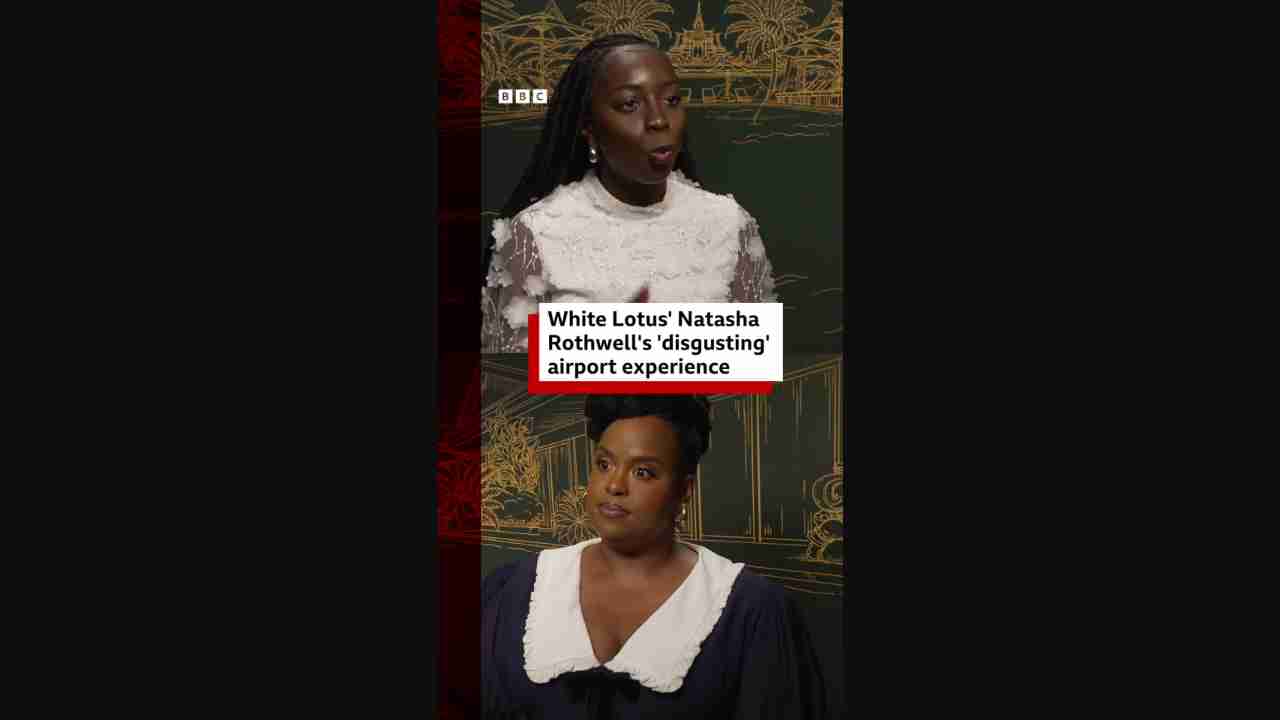 BBC
White Lotus' Natasha
Rothwell's 'disgusting'
airport experience